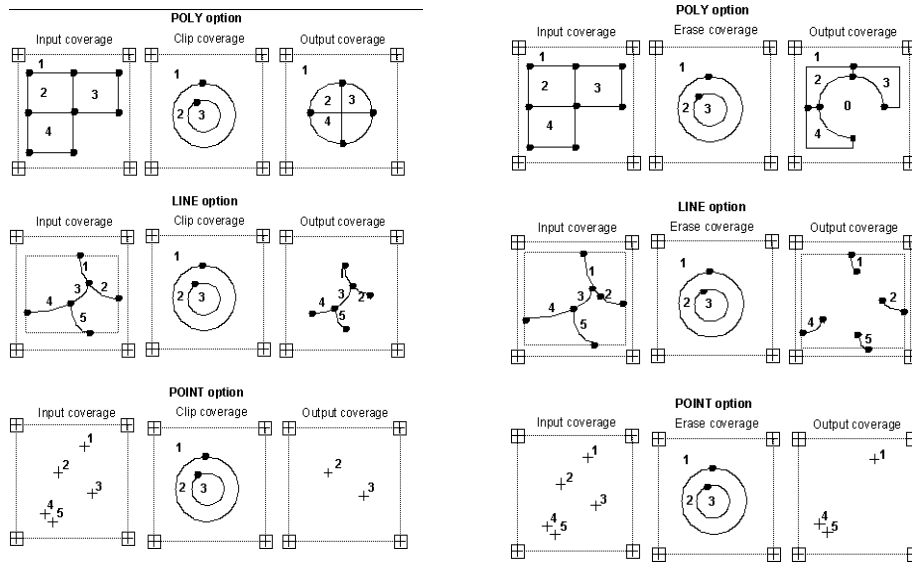 POLY option
Input coverage Clip coverage Output coverage
1 1 1
2 3 2 3 2 3
4 4
LINE option
Input coverage Clip coverage Output coverage
1 1 1
3 2 2 3 3 2
4 4
5 5
POINT option
Input coverage Clip coverage Output coverage
1 1
2 2 3 2
3 3
4 5
POLY option
Input coverage Erase coverage Output coverage
1 1 1
2 3 2 3 2 3
4 0
4
LINE option
Input coverage Erase coverage Output coverage
1 1 1
3 2 2 3 2
4 4
5 5
POINT option
Input coverage Erase coverage Output coverage
1 1 1
2 2 3
3
4 5 4 5